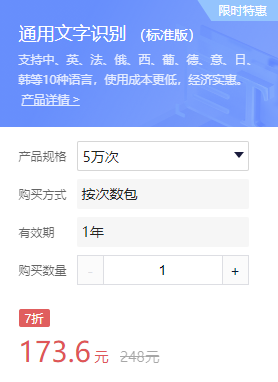 限时特惠
通用文字识别 （标准版）
支持中、英、法、俄、西、葡、德、意、日、
韩等10种语言，使用成本更低，经济实惠。
产品详情 >
产品规格 5万次
购买方式 按次数包
有效期 1年
购买数量 - 1 +
7折
173.6 元 248元